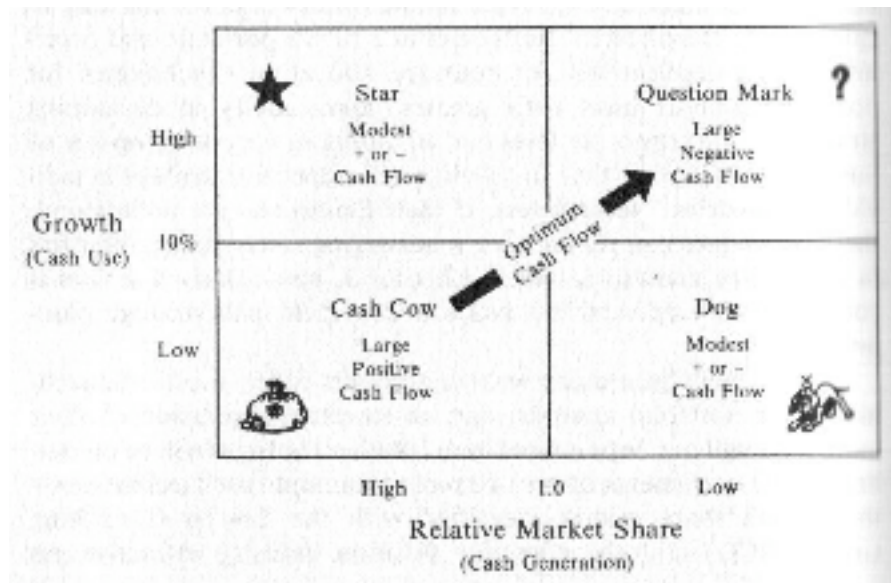 Star
Question Mark
?
High
Modest
+ or −
Cash Flow
Large
Negative
Cash Flow
Growth
(Cash Use)
10%
Optimum
Cash Flow
Cash Cow
Dog
Low
Large
Positive
Cash Flow
Modest
+ or −
Cash Flow
High
1.0
Low
Relative Market Share
(Cash Generation)